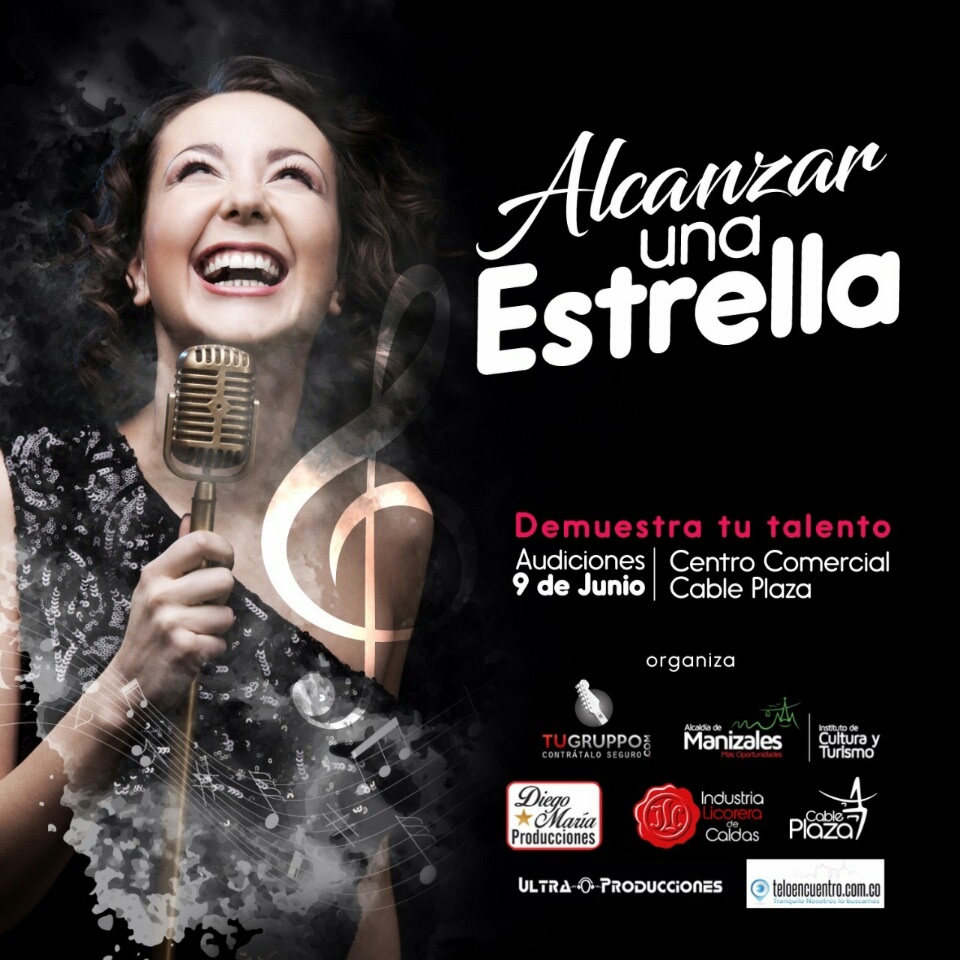 Alcanzar
una
Estrella
Demuestra tu talento
Audiciones
9 de Junio
Centro Comercial
Cable Plaza
organiza
TUGRUPPO.COM
CONTRÁTALO SEGURO
Alcaldía de
Manizales
Más Oportunidades
Instituto de
Cultura y
Turismo
Diego
María
Producciones
ILC
Industria
Licorera
de
Caldas
Cable
Plaza
ULTRA PRODUCCIONES
teloencuentro.com.co
Tranquilo Nosotros lo buscamos